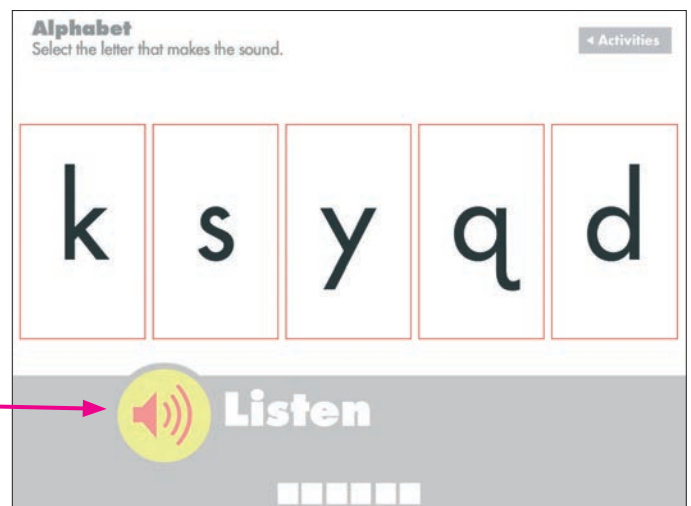 Alphabet
Select the letter that makes the sound.
◂ Activities
k s y q d
Listen